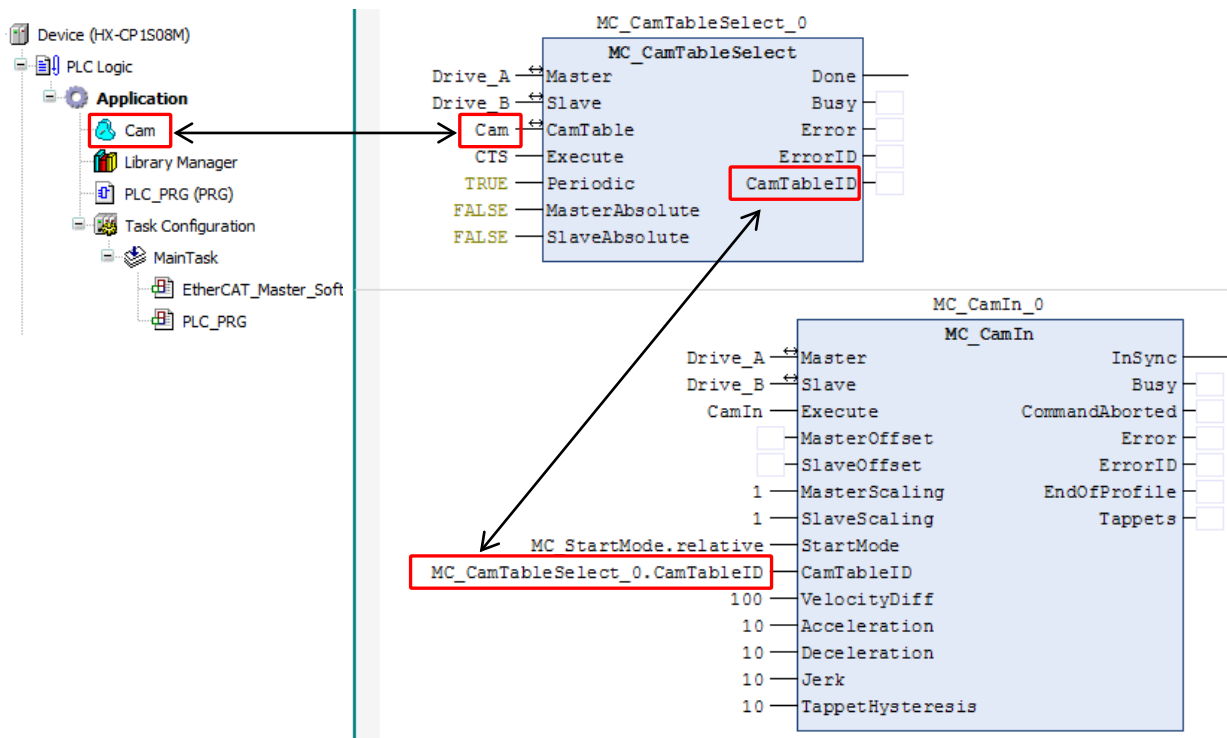 Device (HX-CP1S08M)
PLC Logic
Application
Cam
Library Manager
PLC_PRG (PRG)
Task Configuration
MainTask
EtherCAT_Master_Soft
PLC_PRG
MC_CamTableSelect_0
MC_CamTableSelect
Drive_A Master Done
Drive_B Slave Busy
Cam CamTable Error
CTS Execute ErrorID
TRUE Periodic CamTableID
FALSE MasterAbsolute
FALSE SlaveAbsolute
MC_CamIn_0
MC_CamIn
Drive_A Master InSync
Drive_B Slave Busy
CamIn Execute CommandAborted
MasterOffset Error
SlaveOffset ErrorID
1 MasterScaling EndOfProfile
1 SlaveScaling Tappets
MC_StartMode.relative StartMode
MC_CamTableSelect_0.CamTableID CamTableID
100 VelocityDiff
10 Acceleration
10 Deceleration
10 Jerk
10 TappetHysteresis